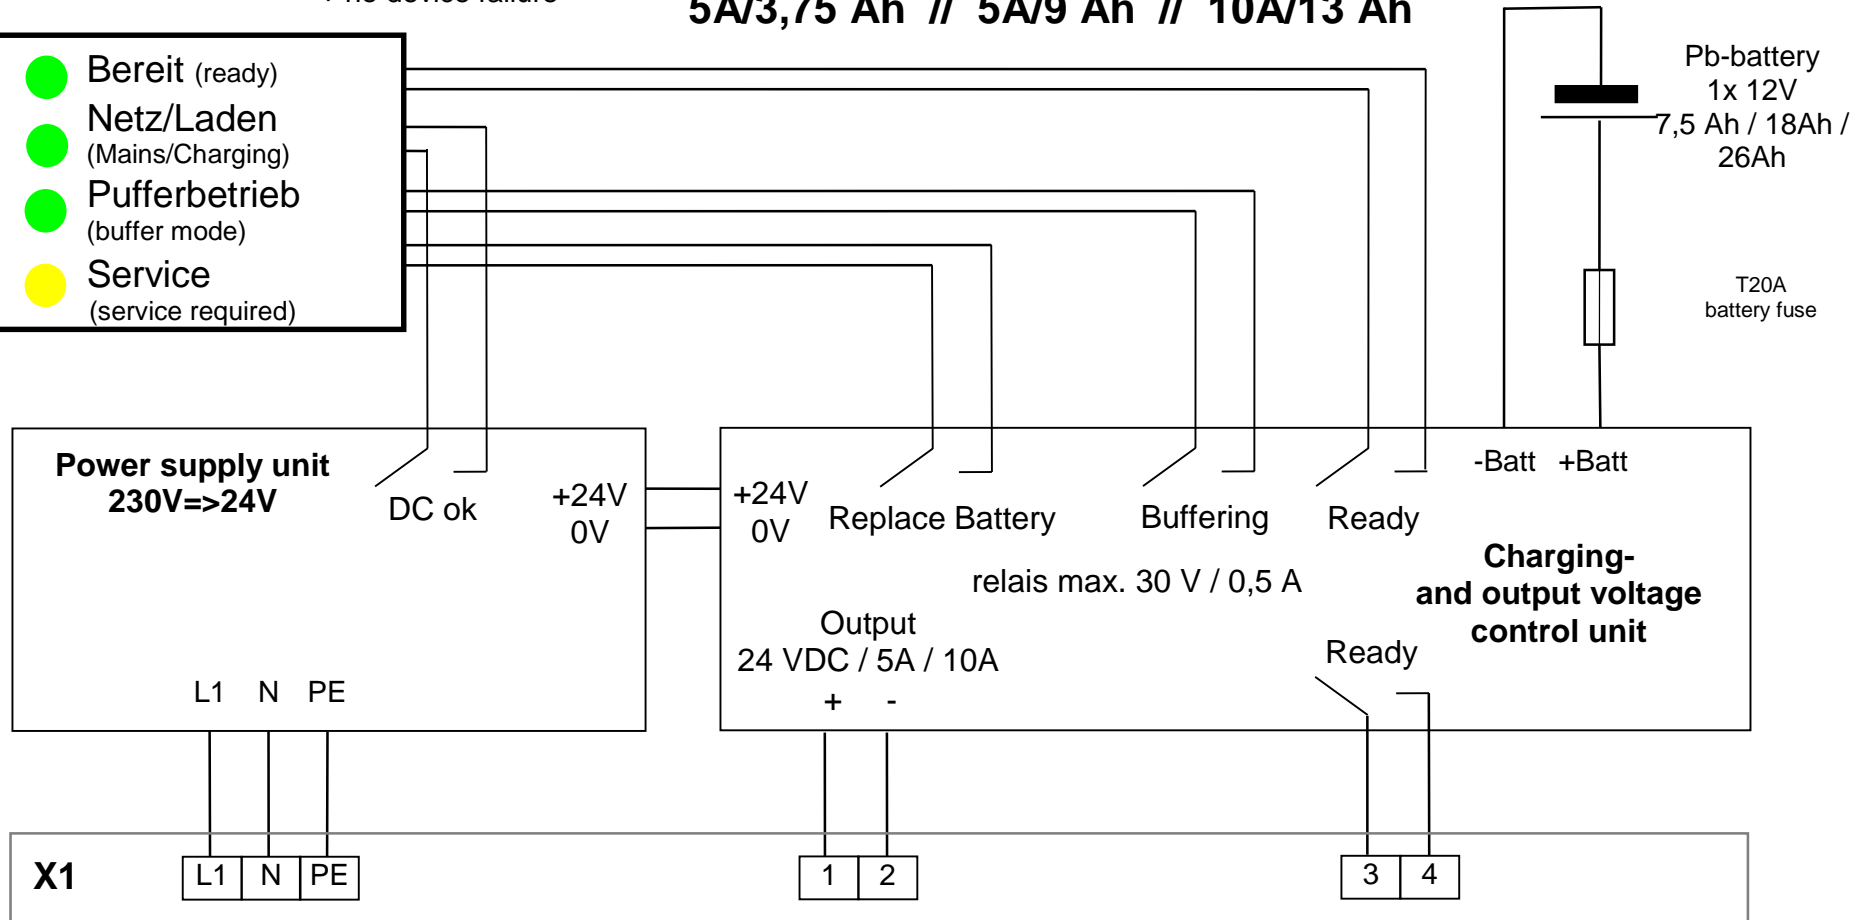 no device failure
5A/3,75 Ah // 5A/9 Ah // 10A/13 Ah
Bereit (ready)
Netz/Laden
(Mains/Charging)
Pufferbetrieb
(buffer mode)
Service
(service required)
Pb-battery
1x 12V
7,5 Ah / 18Ah /
26Ah
T20A
battery fuse
Power supply unit
230V=>24V
DC ok
+24V
0V
+24V
0V
Replace Battery
Buffering
Ready
-Batt +Batt
relais max. 30 V / 0,5 A
Charging-
and output voltage
control unit
Output
24 VDC / 5A / 10A
+ -
Ready
L1 N PE
X1
L1 N PE
1 2
3 4